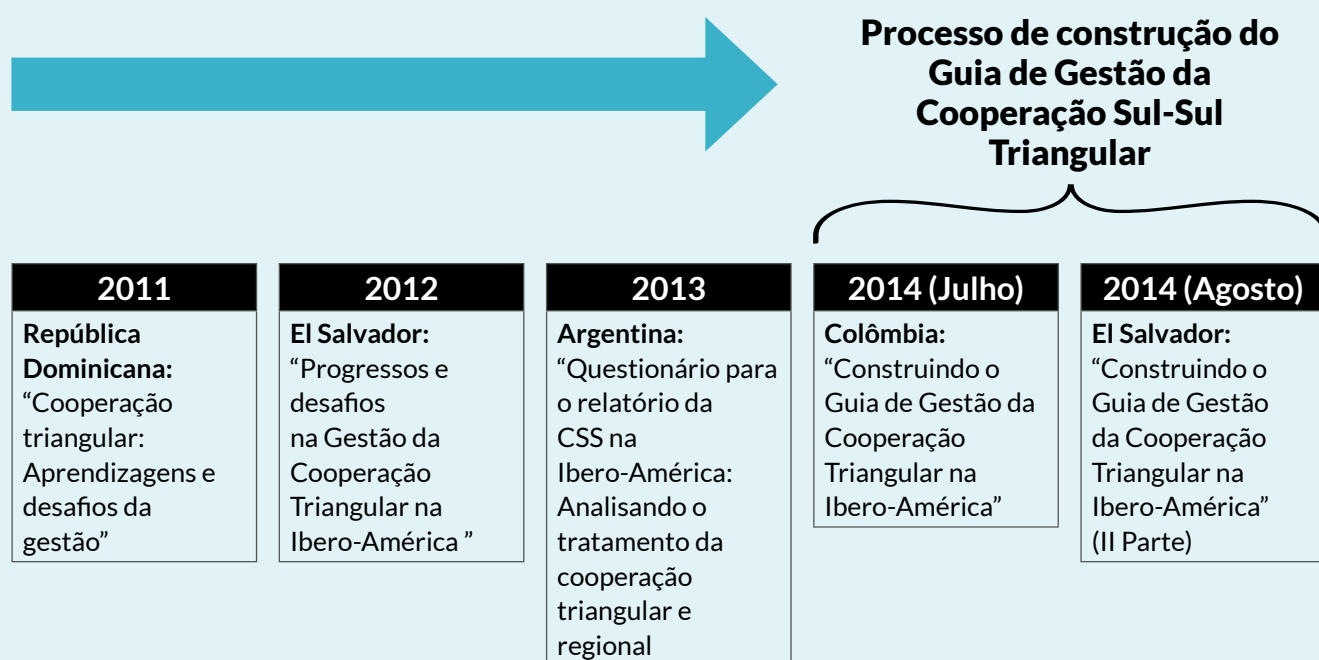 Processo de construção do
Guia de Gestão da
Cooperação Sul-Sul
Triangular
2011
República
Dominicana:
“Cooperação
triangular:
Aprendizagens e
desafios da
gestão”
2012
El Salvador:
“Progressos e
desafios
na Gestão da
Cooperação
Triangular na
Ibero-América ”
2013
Argentina:
“Questionário para
o relatório da
CSS na
Ibero-América:
Analisando o
tratamento da
cooperação
triangular e
regional
2014 (Julho)
Colômbia:
“Construindo o
Guia de Gestão da
Cooperação
Triangular na
Ibero-América”
2014 (Agosto)
El Salvador:
“Construindo o
Guia de Gestão
da Cooperação
Triangular na
Ibero-América”
(II Parte)